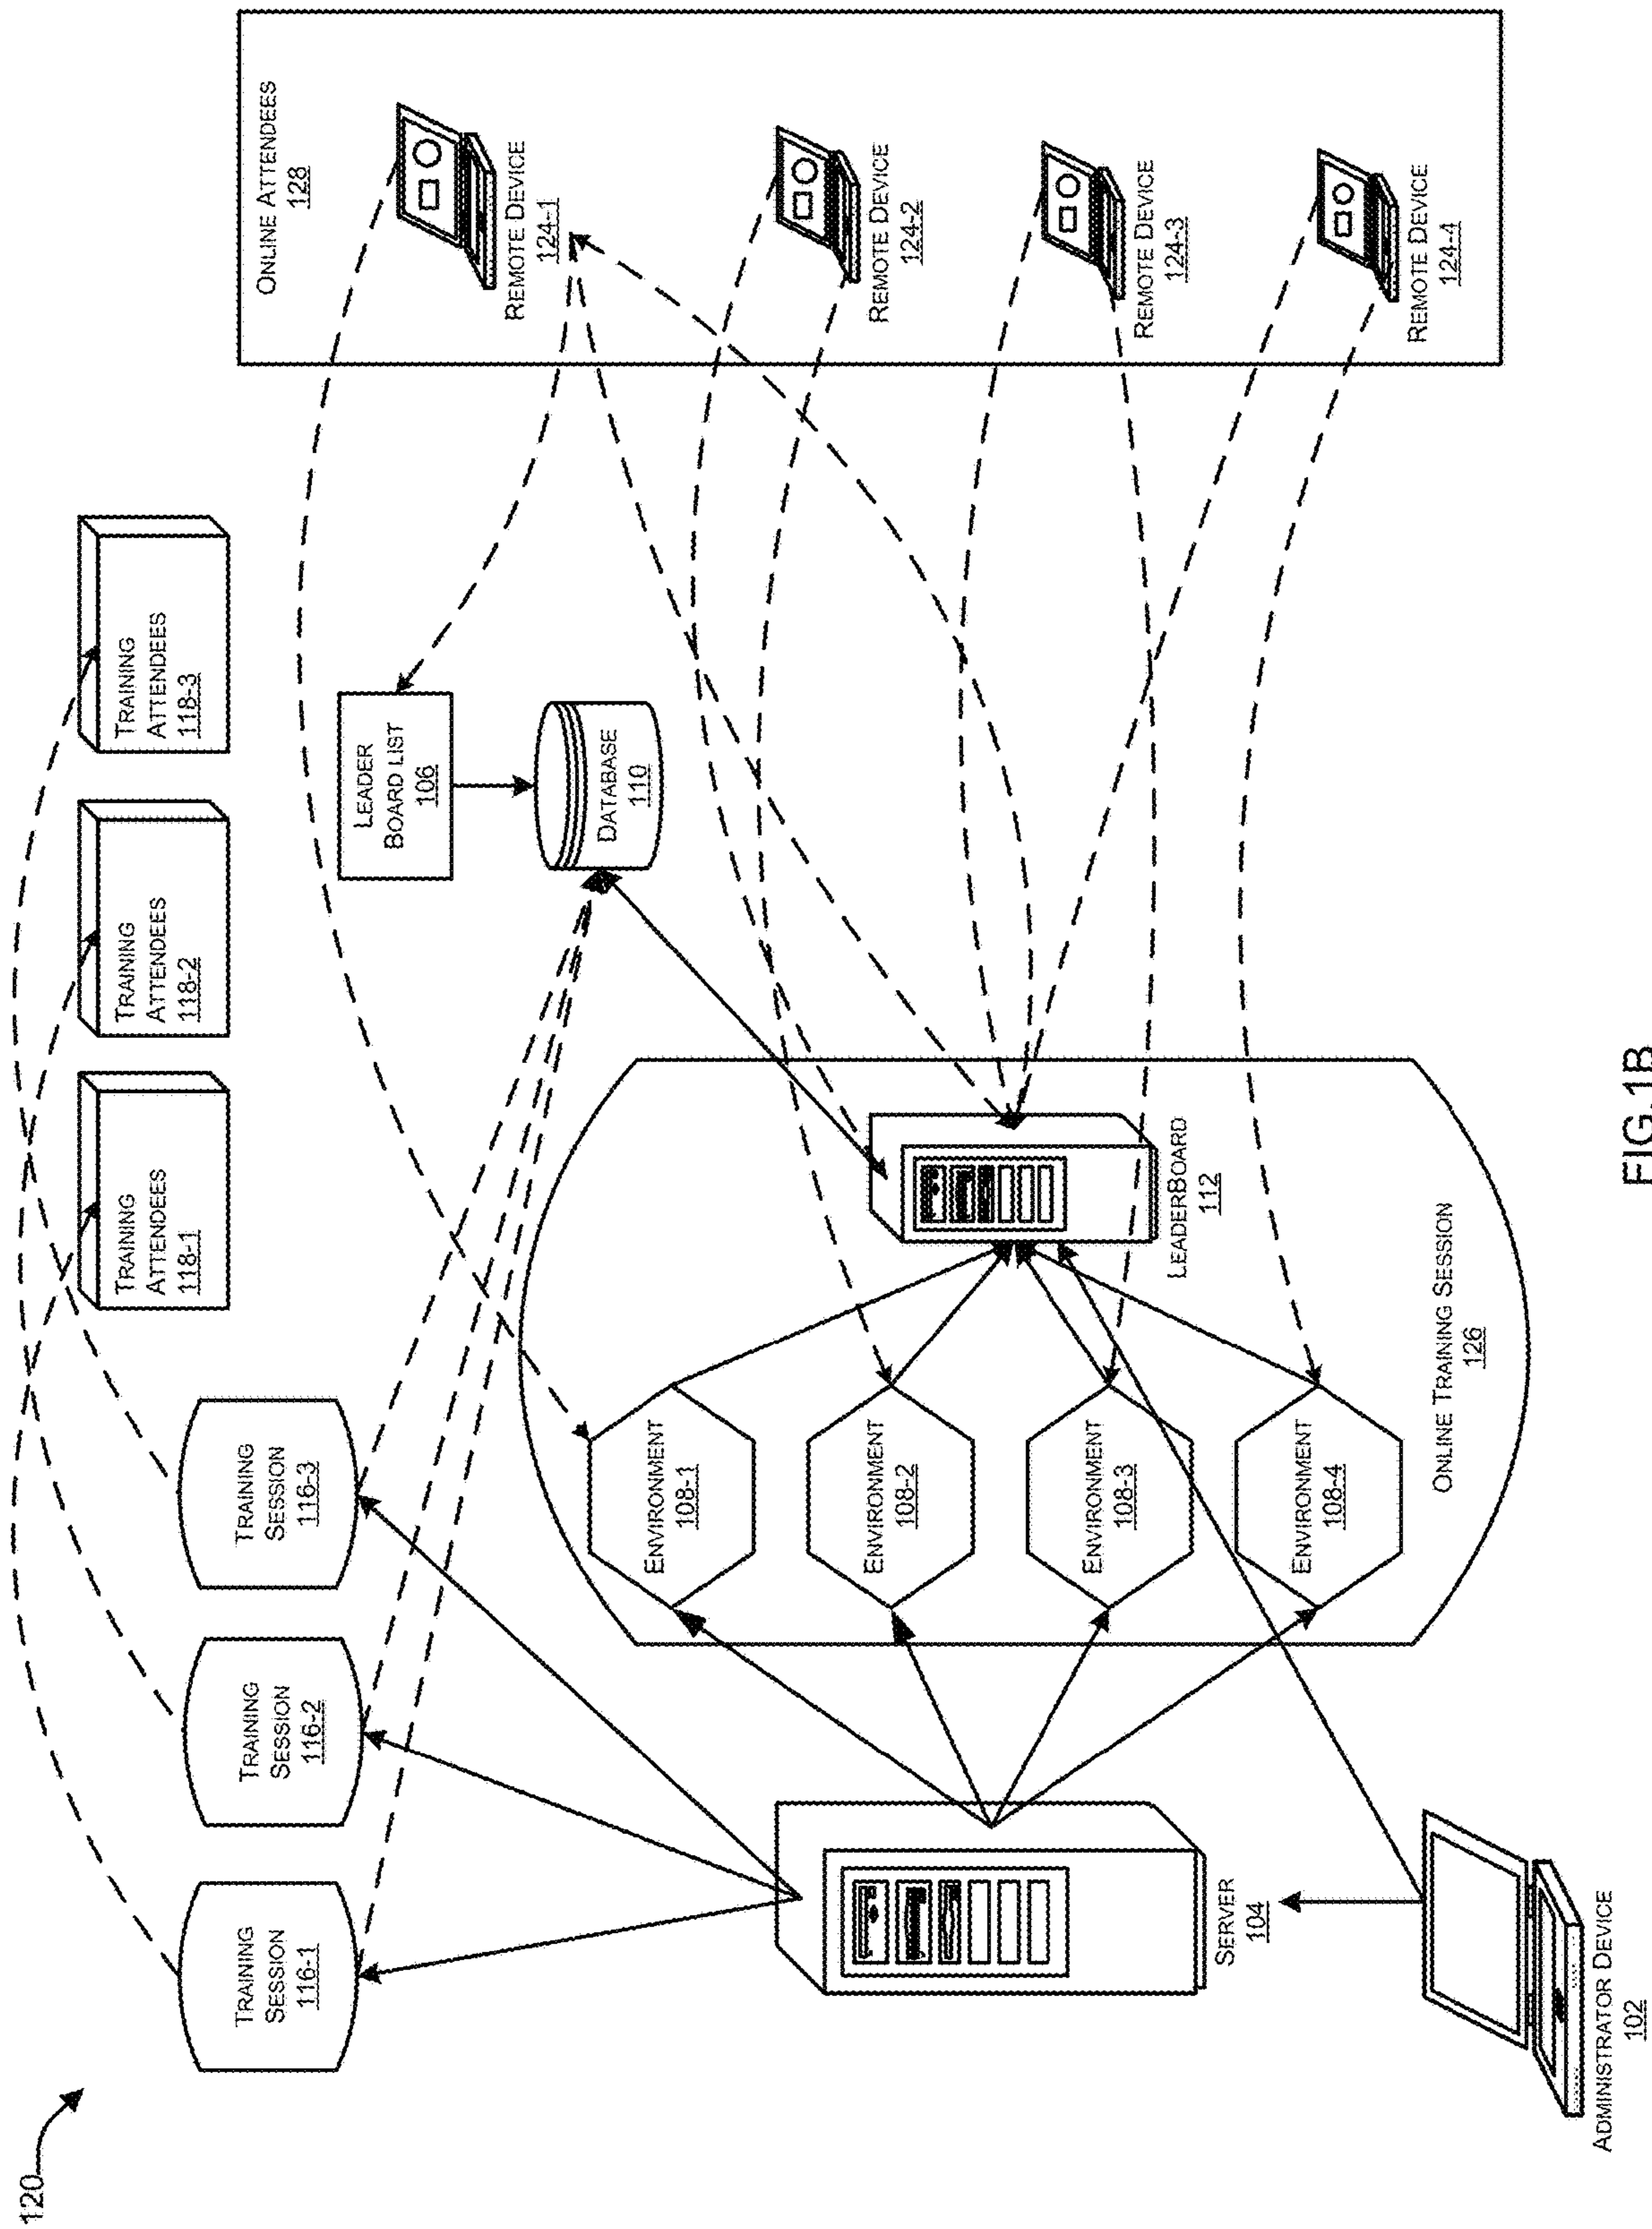 120
TRAINING
SESSION
116-1
TRAINING
SESSION
116-2
TRAINING
SESSION
116-3
TRAINING
ATTENDEES
118-1
TRAINING
ATTENDEES
118-2
TRAINING
ATTENDEES
118-3
LEADER
BOARD LIST
106
DATABASE
110
ONLINE ATTENDEES
128
REMOTE DEVICE
124-1
REMOTE DEVICE
124-2
REMOTE DEVICE
124-3
REMOTE DEVICE
124-4
ENVIRONMENT
108-1
ENVIRONMENT
108-2
ENVIRONMENT
108-3
ENVIRONMENT
108-4
LEADERBOARD
112
ONLINE TRAINING SESSION
126
SERVER
104
ADMINISTRATOR DEVICE
102
FIG.1B